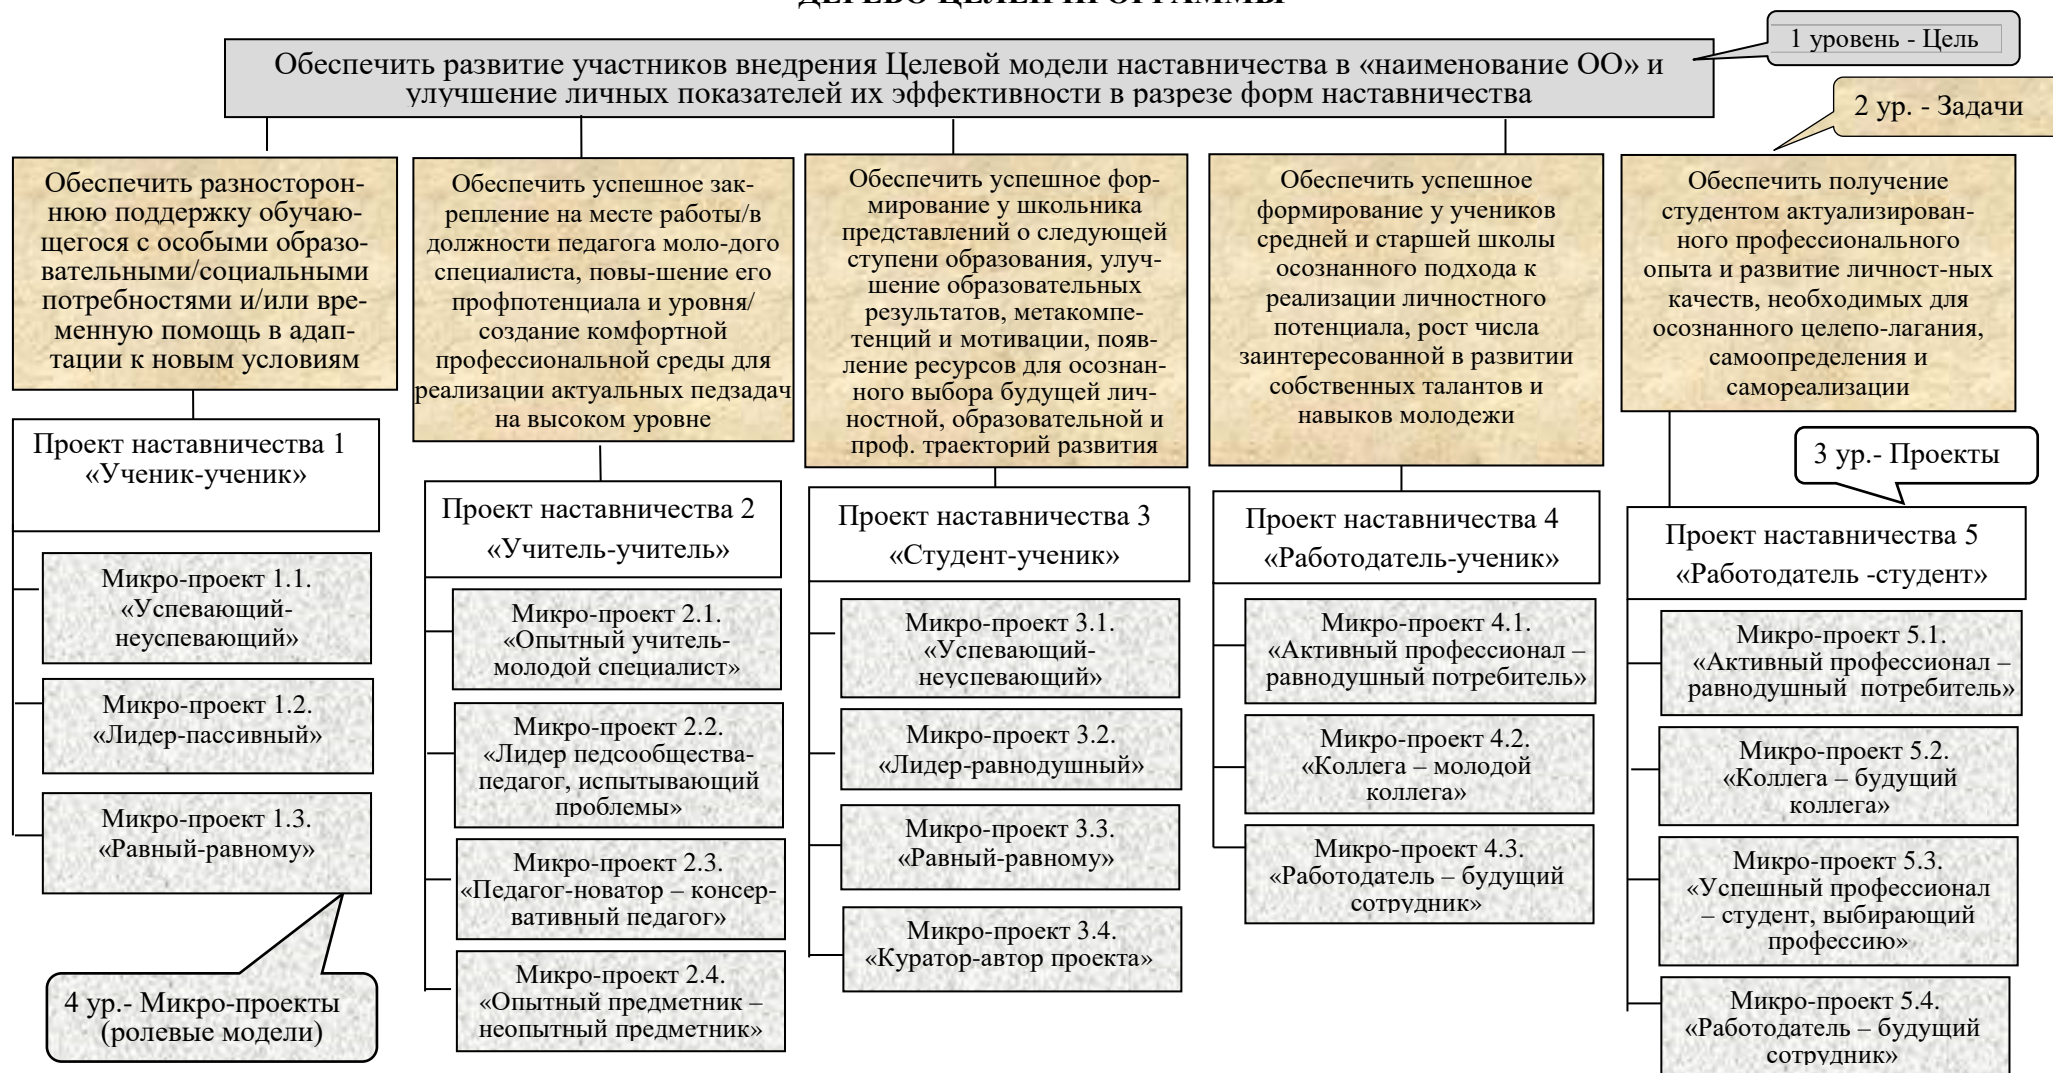 ДЕРЕВО ЦЕЛЕЙ ПРОГРАММЫ
1 уровень - Цель
Обеспечить развитие участников внедрения Целевой модели наставничества в «наименование ОО» и
улучшение личных показателей их эффективности в разрезе форм наставничества
2 ур. - Задачи
Обеспечить разносторон-
нюю поддержку обучаю-
щегося с особыми образо-
вательными/социальными
потребностями и/или вре-
менную помощь в адап-
тации к новым условиям
Обеспечить успешное зак-
репление на месте работы/в
должности педагога моло-дого
специалиста, повы-шение его
профпотенциала и уровня/
создание комфортной
профессиональной среды для
реализации актуальных педзадач
на высоком уровне
Обеспечить успешное фор-
мирование у школьника
представлений о следующей
ступени образования, улуч-
шение образовательных
результатов, метакомпе-
тенций и мотивации, появ-
ление ресурсов для осознан-
ного выбора будущей лич-
ностной, образовательной и
проф. траекторий развития
Обеспечить успешное
формирование у учеников
средней и старшей школы
осознанного подхода к
реализации личностного
потенциала, рост числа
заинтересованной в развитии
собственных талантов и
навыков молодежи
Обеспечить получение
студентом актуализирован-
ного профессионального
опыта и развитие личност-ных
качеств, необходимых для
осознанного целепо-лагания,
самоопределения и
самореализации
3 ур.- Проекты
Проект наставничества 1
«Ученик-ученик»
Микро-проект 1.1.
«Успевающий-
неуспевающий»
Микро-проект 1.2.
«Лидер-пассивный»
Микро-проект 1.3.
«Равный-равному»
4 ур.- Микро-проекты
(ролевые модели)
Проект наставничества 2
«Учитель-учитель»
Микро-проект 2.1.
«Опытный учитель-
молодой специалист»
Микро-проект 2.2.
«Лидер педсообщества-
педагог, испытывающий
проблемы»
Микро-проект 2.3.
«Педагог-новатор – консер-
вативный педагог»
Микро-проект 2.4.
«Опытный предметник –
неопытный предметник»
Проект наставничества 3
«Студент-ученик»
Микро-проект 3.1.
«Успевающий-
неуспевающий»
Микро-проект 3.2.
«Лидер-равнодушный»
Микро-проект 3.3.
«Равный-равному»
Микро-проект 3.4.
«Куратор-автор проекта»
Проект наставничества 4
«Работодатель-ученик»
Микро-проект 4.1.
«Активный профессионал –
равнодушный потребитель»
Микро-проект 4.2.
«Коллега – молодой
коллега»
Микро-проект 4.3.
«Работодатель – будущий
сотрудник»
Проект наставничества 5
«Работодатель -студент»
Микро-проект 5.1.
«Активный профессионал –
равнодушный потребитель»
Микро-проект 5.2.
«Коллега – будущий
коллега»
Микро-проект 5.3.
«Успешный профессионал
– студент, выбирающий
профессию»
Микро-проект 5.4.
«Работодатель – будущий
сотрудник»